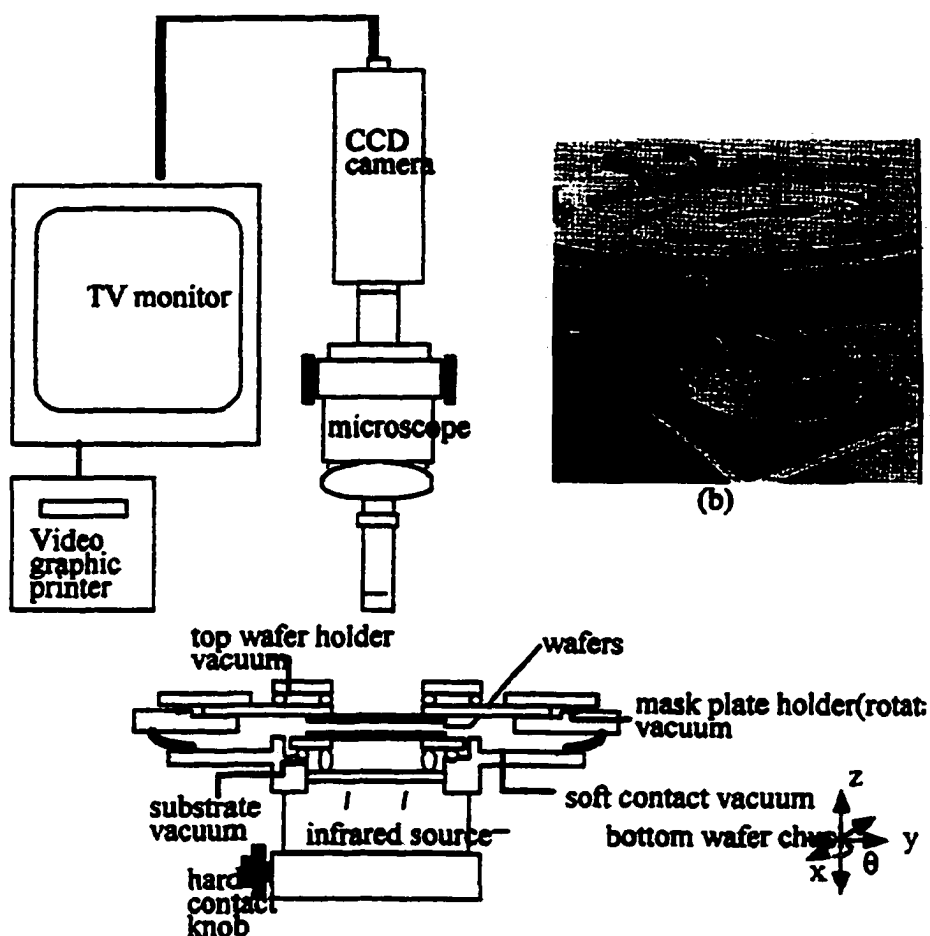 CCD
camera
TV monitor
microscope
(b)
Video
graphic
printer
top wafer holder
vacuum
wafers
mask plate holder(rotat
vacuum
substrate
vacuum
soft contact vacuum
infrared source
bottom wafer
z
y
x
θ
hard
contact
knob